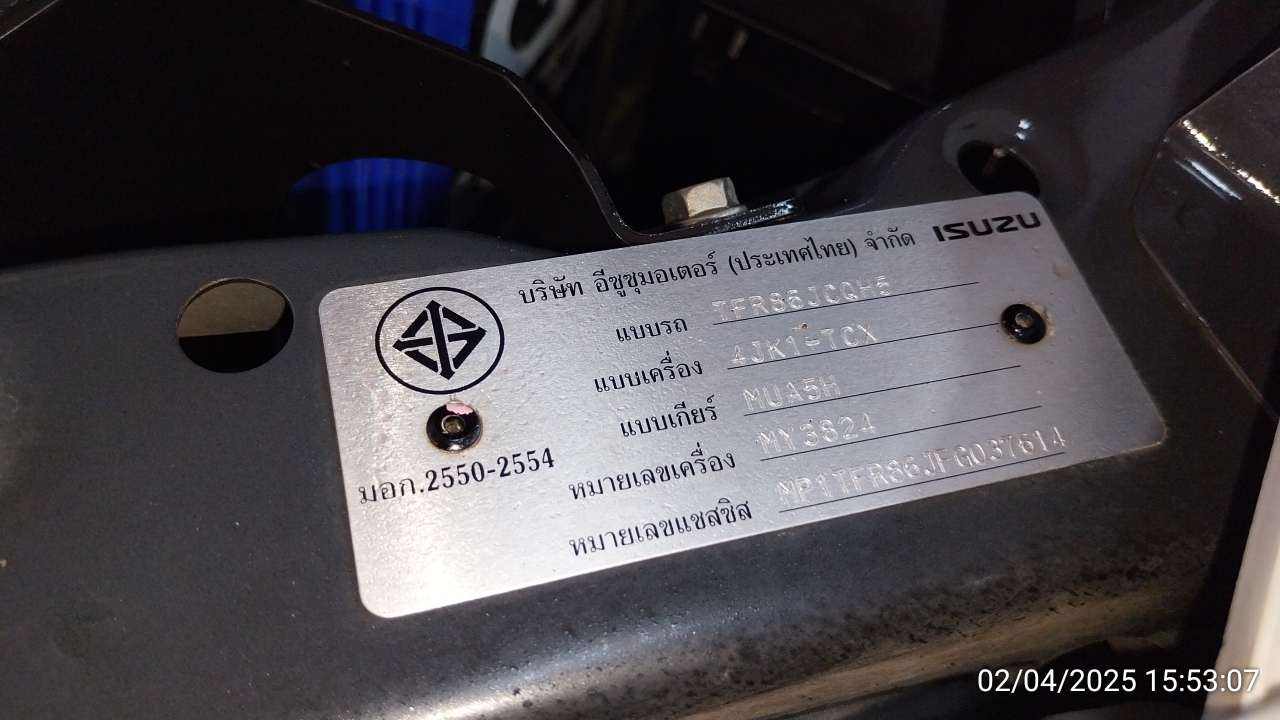 บริษัท อีซูซุมอเตอร์ (ประเทศไทย) จำกัด ISUZU
แบบรถ TFR86JCQH5
แบบเครื่อง 4JK1-TCX
แบบเกียร์ MUA5H
หมายเลขเครื่อง MY3824
หมายเลขแชสซิส MP1TFR86JFG037614
มอก.2550-2554
02/04/2025 15:53:07